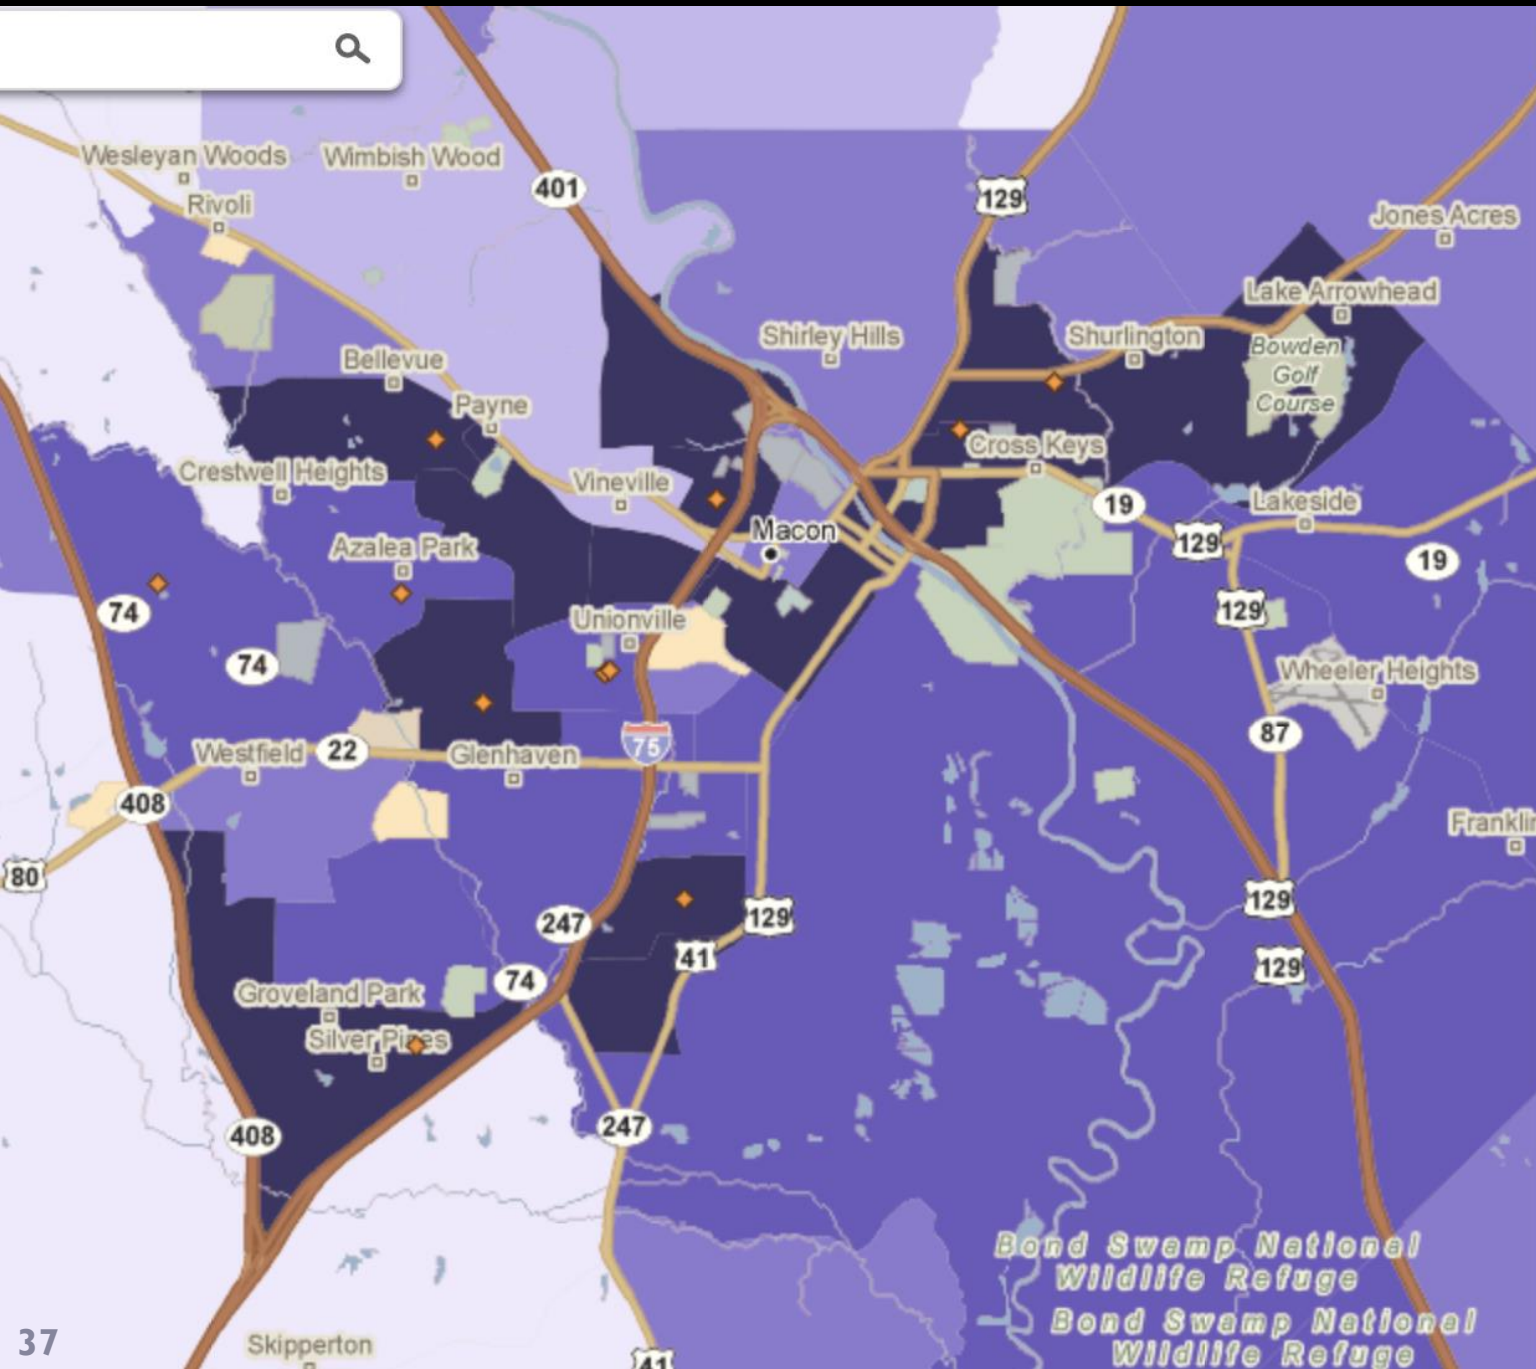 Wesleyan Woods
Wimbish Wood
401
129
Rivoli
Jones Acres
Lake Arrowhead
Shirley Hills
Shurlington
Bowden
Golf
Course
Bellevue
Payne
Cross Keys
Crestwell Heights
Vineville
19
Lakeside
Macon
129
19
Azalea Park
74
Unionville
129
74
Wheeler Heights
75
87
Westfield
22
Glenhaven
408
Franklin
80
129
247
129
41
74
129
Groveland Park
Silver Pines
408
247
Bond Swamp National
Wildlife Refuge
Bond Swamp National
Wildlife Refuge
37
Skipperton
41